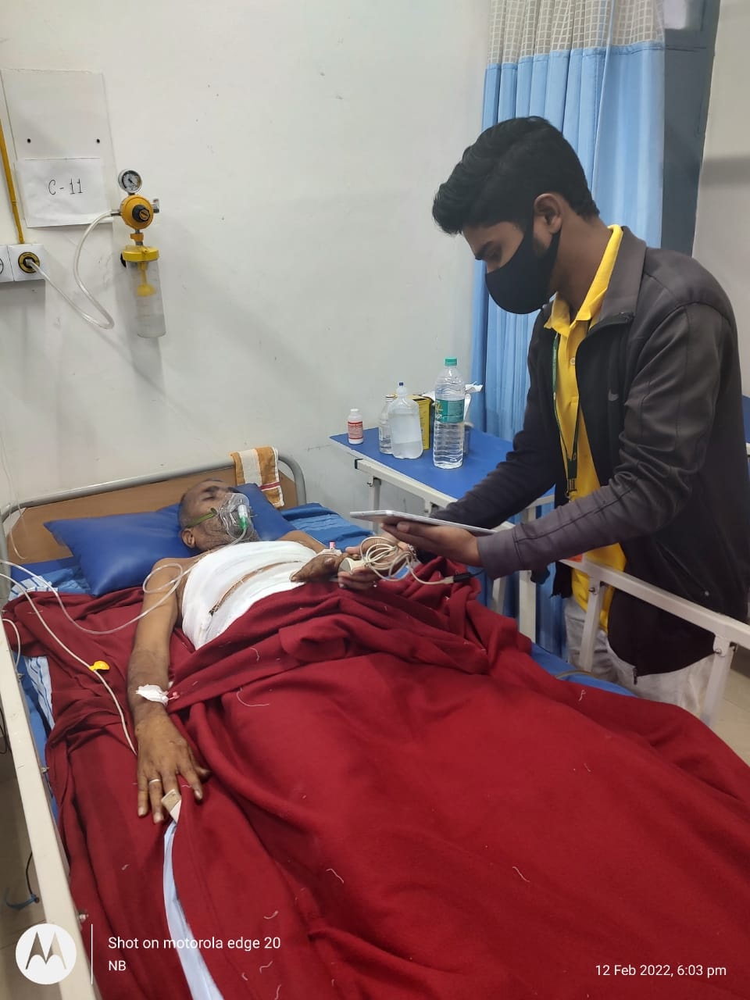 C-11
Shot on motorola edge 20
NB
12 Feb 2022, 6:03 pm